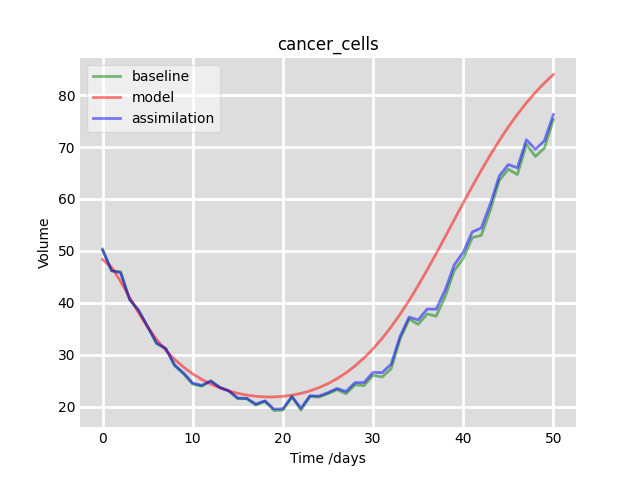 cancer_cells
baseline
model
assimilation
Volume
80
70
60
50
40
30
20
0 10 20 30 40 50
Time /days